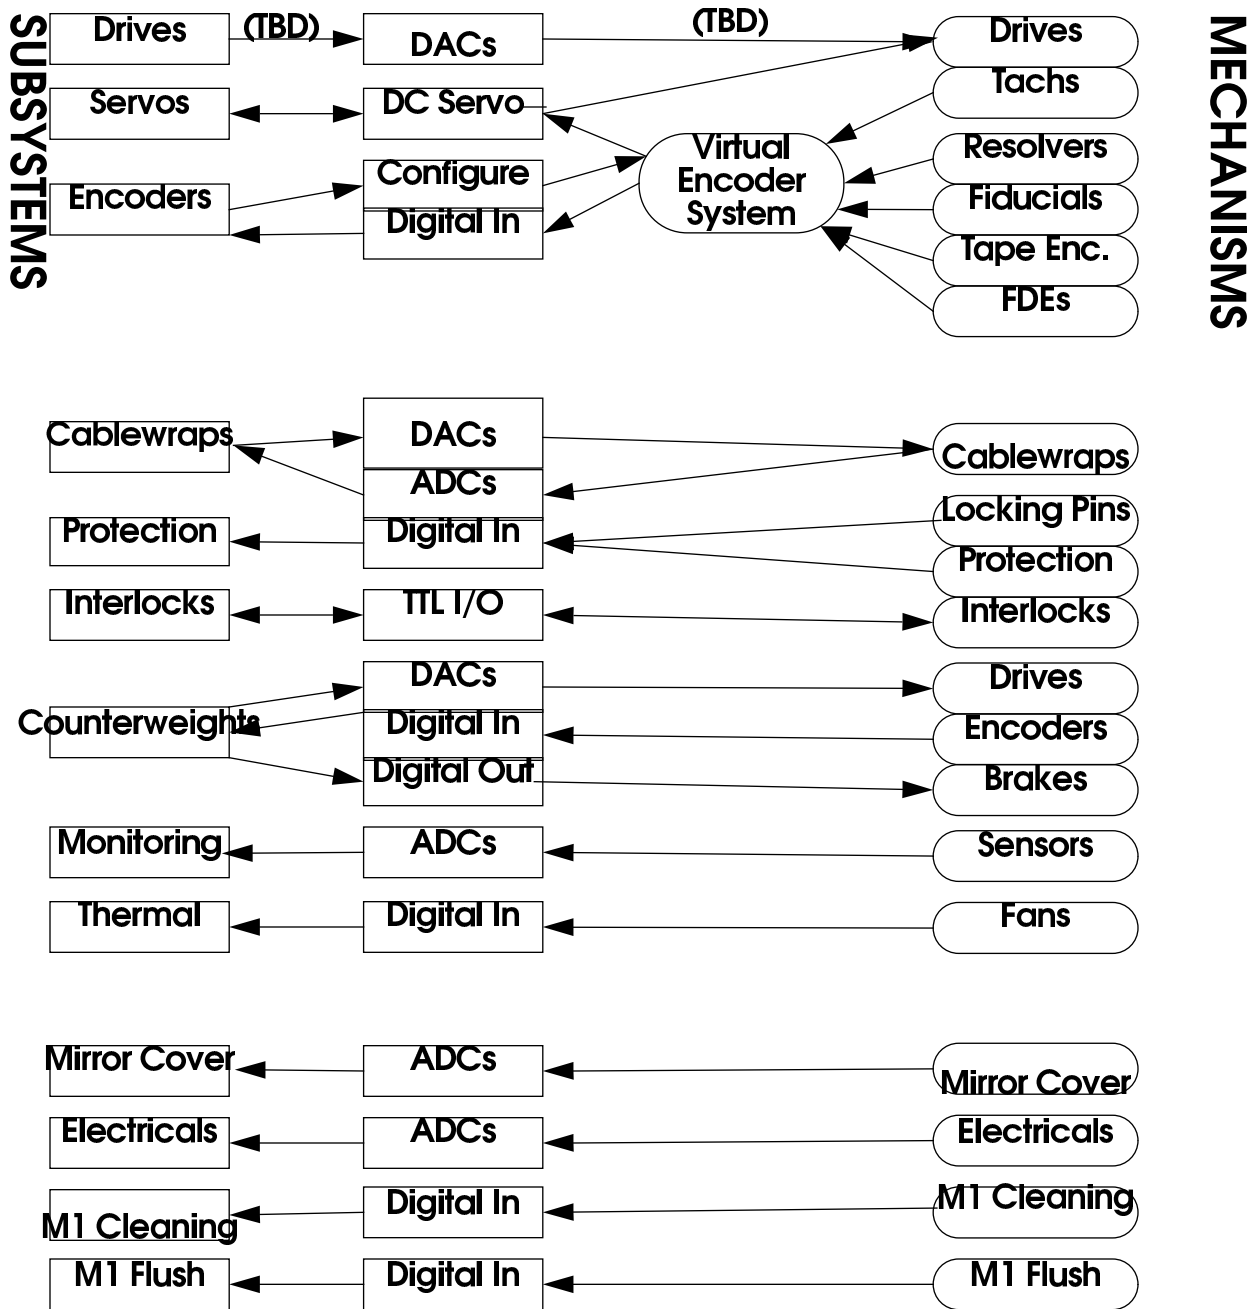 SUBSYSTEMS
MECHANISMS
Drives
(TBD)
DACs
(TBD)
Drives
Servos
DC Servo
Tachs
Encoders
Configure
Digital In
Virtual
Encoder
System
Resolvers
Fiducials
Tape Enc.
FDEs
Cablewraps
DACs
ADCs
Cablewraps
Protection
Digital In
Locking Pins
Protection
Interlocks
TTL I/O
Interlocks
Counterweights
DACs
Digital In
Digital Out
Drives
Encoders
Brakes
Monitoring
ADCs
Sensors
Thermal
Digital In
Fans
Mirror Cover
ADCs
Mirror Cover
Electricals
ADCs
Electricals
M1 Cleaning
Digital In
M1 Cleaning
M1 Flush
Digital In
M1 Flush